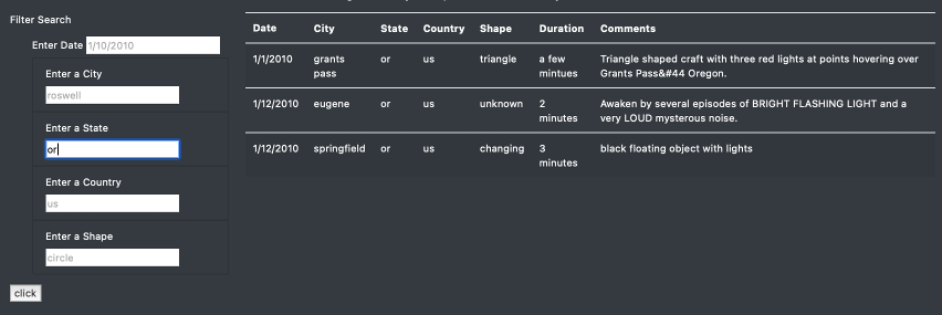 Filter Search
Enter Date 1/10/2010
Enter a City
roswell
Enter a State
or
Enter a Country
us
Enter a Shape
circle
click
Date City State Country Shape Duration Comments
1/1/2010 grants or us triangle a few Triangle shaped craft with three red lights at points hovering over
pass mintues Grants Pass&#44 Oregon.
1/12/2010 eugene or us unknown 2 Awaken by several episodes of BRIGHT FLASHING LIGHT and a
minutes very LOUD mysterous noise.
1/12/2010 springfield or us changing 3 black floating object with lights
minutes